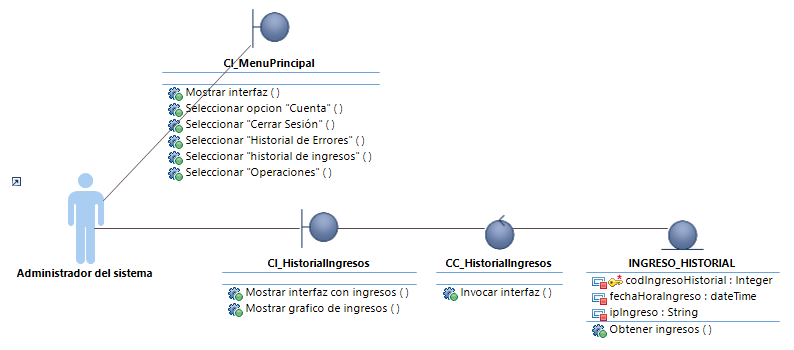 CI_MenuPrincipal
Mostrar interfaz ( )
Seleccionar opcion "Cuenta" ( )
Seleccionar "Cerrar Sesión" ( )
Seleccionar "Historial de Errores" ( )
Seleccionar "historial de ingresos" ( )
Seleccionar "Operaciones" ( )
Administrador del sistema
CI_HistorialIngresos
Mostrar interfaz con ingresos ( )
Mostrar grafico de ingresos ( )
CC_HistorialIngresos
Invocar interfaz ( )
INGRESO_HISTORIAL
codIngresoHistorial : Integer
fechaHoraIngreso : dateTime
ipIngreso : String
Obtener ingresos ( )